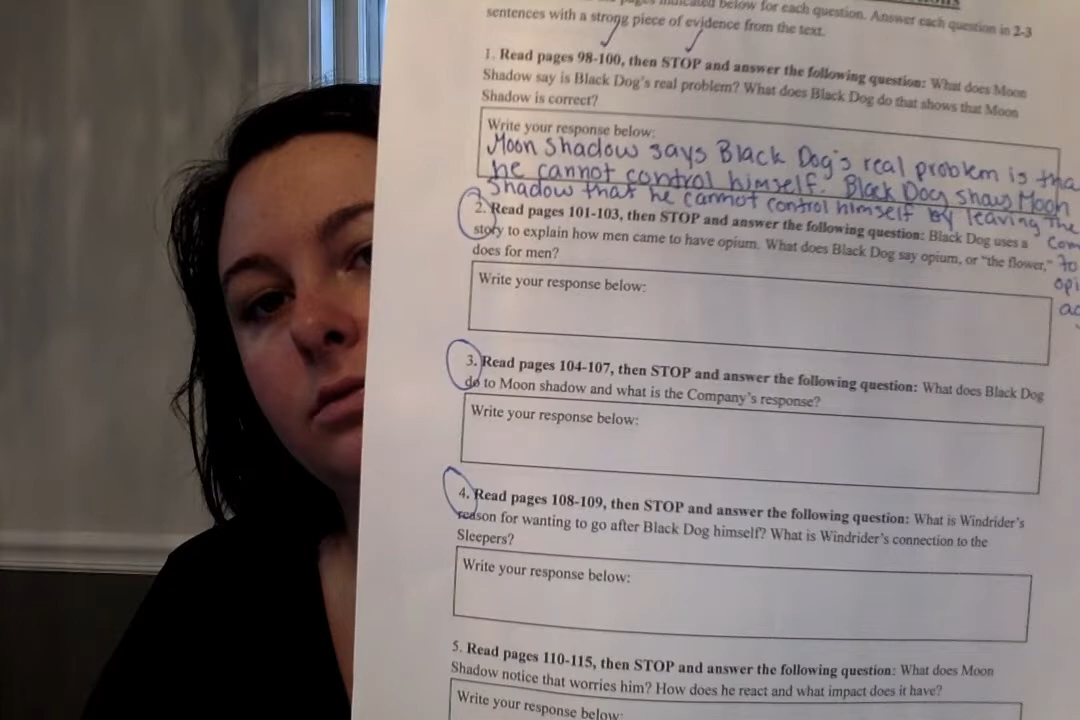 pages indicated below for each question. Answer each question in 2-3
sentences with a strong piece of evidence from the text.
1. Read pages 98-100, then STOP and answer the following question: What does Moon
Shadow say is Black Dog's real problem? What does Black Dog do that shows that Moon
Shadow is correct?
Write your response below:
Moon Shadow says Black Dog's real problem is tha
he cannot control himself. Black Dog shows Moon
Shadow that he cannot control himself by leaving the
2. Read pages 101-103, then STOP and answer the following question: Black Dog uses a
com
story to explain how men came to have opium. What does Black Dog say opium, or "the flower,"
to
does for men?
opi
Write your response below:
3. Read pages 104-107, then STOP and answer the following question: What does Black Dog
do to Moon shadow and what is the Company's response?
Write your response below:
4. Read pages 108-109, then STOP and answer the following question: What is Windrider's
reason for wanting to go after Black Dog himself? What is Windrider's connection to the
Sleepers?
Write your response below:
5. Read pages 110-115, then STOP and answer the following question: What does Moon
Shadow notice that worries him? How does he react and what impact does it have?
Write your response below: